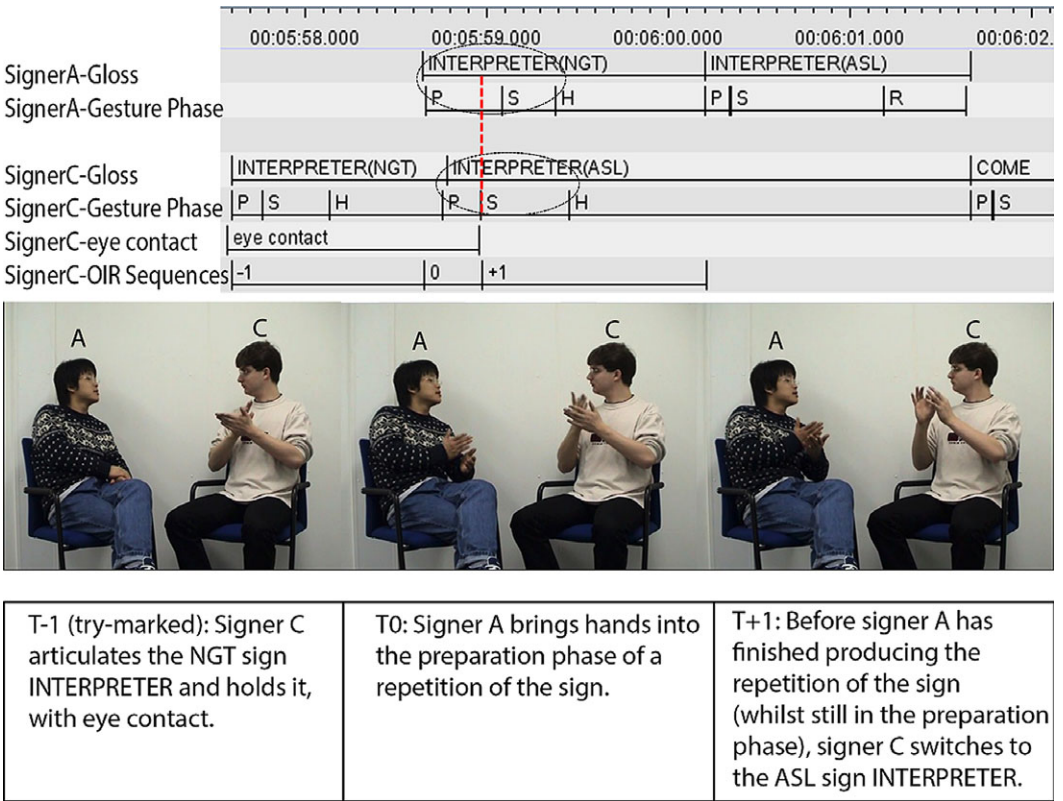 00:05:58.000 00:05:59.000 00:06:00.000 00:06:01.000 00:06:02.
SignerA-Gloss INTERPRETER(NGT) INTERPRETER(ASL)
SignerA-Gesture Phase P S H P S R
SignerC-Gloss INTERPRETER(NGT) INTERPRETER(ASL) COME
SignerC-Gesture Phase P S H P S H P S
SignerC-eye contact eye contact
SignerC-OIR Sequences -1 0 +1
A C A C A C
T-1 (try-marked): Signer C
articulates the NGT sign
INTERPRETER and holds it,
with eye contact.
T0: Signer A brings hands into
the preparation phase of a
repetition of the sign.
T+1: Before signer A has
finished producing the
repetition of the sign
(whilst still in the preparation
phase), signer C switches to
the ASL sign INTERPRETER.